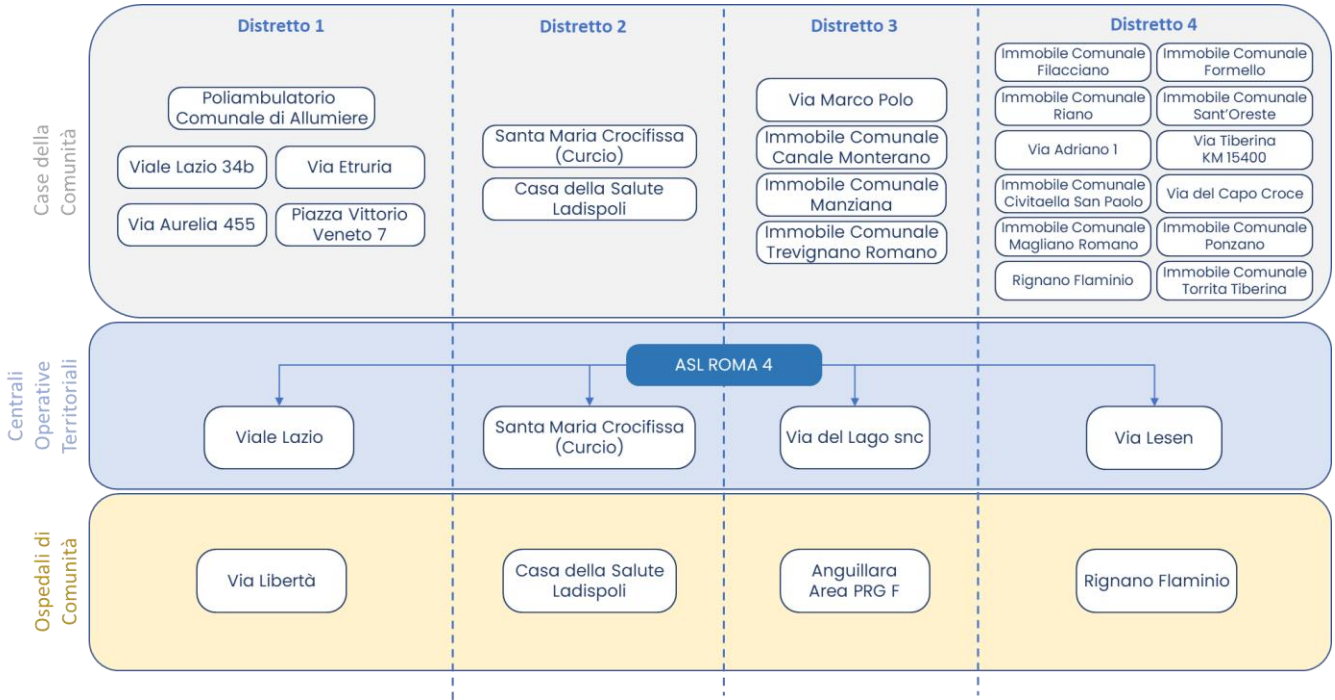 Distretto 1
Distretto 2
Distretto 3
Distretto 4
Case della
Comunità
Poliambulatorio
Comunale di Allumiere
Viale Lazio 34b
Via Etruria
Via Aurelia 455
Piazza Vittorio
Veneto 7
Santa Maria Crocifissa
(Curcio)
Casa della Salute
Ladispoli
Via Marco Polo
Immobile Comunale
Canale Monterano
Immobile Comunale
Manziana
Immobile Comunale
Trevignano Romano
Immobile Comunale
Filacciano
Immobile Comunale
Formello
Immobile Comunale
Riano
Immobile Comunale
Sant'Oreste
Via Adriano 1
Via Tiberina
KM 15400
Immobile Comunale
Civitaella San Paolo
Via del Capo Croce
Immobile Comunale
Magliano Romano
Immobile Comunale
Ponzano
Rignano Flaminio
Immobile Comunale
Torrita Tiberina
Centrali
Operative
Territoriali
ASL ROMA 4
Viale Lazio
Santa Maria Crocifissa
(Curcio)
Via del Lago snc
Via Lesen
Ospedali di
Comunità
Via Libertà
Casa della Salute
Ladispoli
Anguillara
Area PRG F
Rignano Flaminio